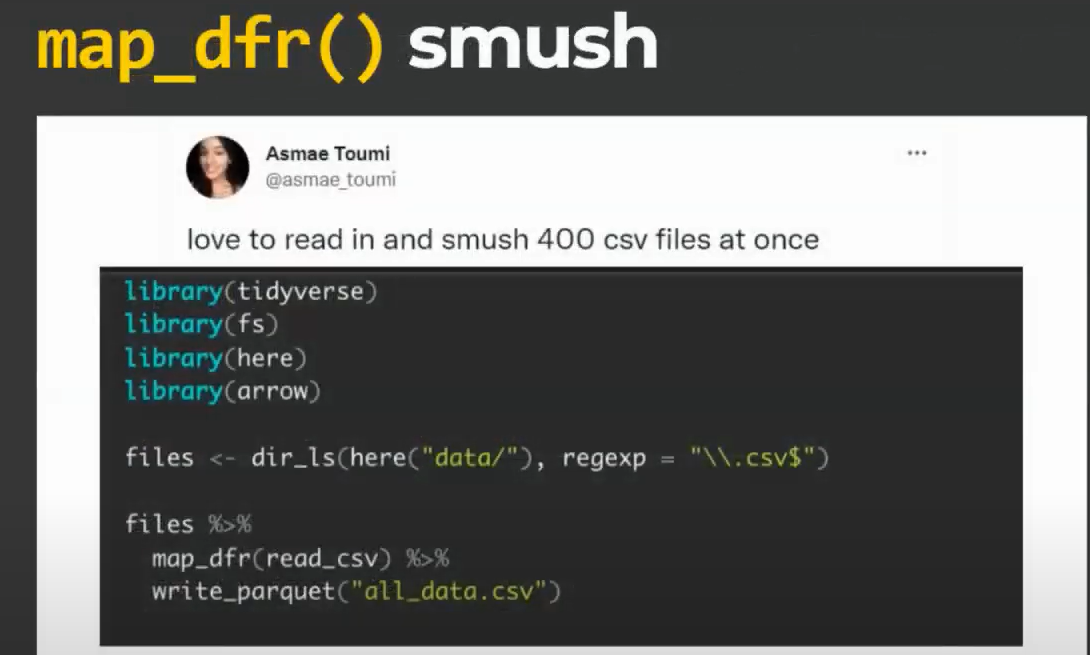 map_dfr() smush
Asmae Toumi
@asmae_toumi
love to read in and smush 400 csv files at once
library(tidyverse)
library(fs)
library(here)
library(arrow)
files <- dir_ls(here("data/"), regexp = "\\.csv$")
files %>%
  map_dfr(read_csv) %>%
  write_parquet("all_data.csv")